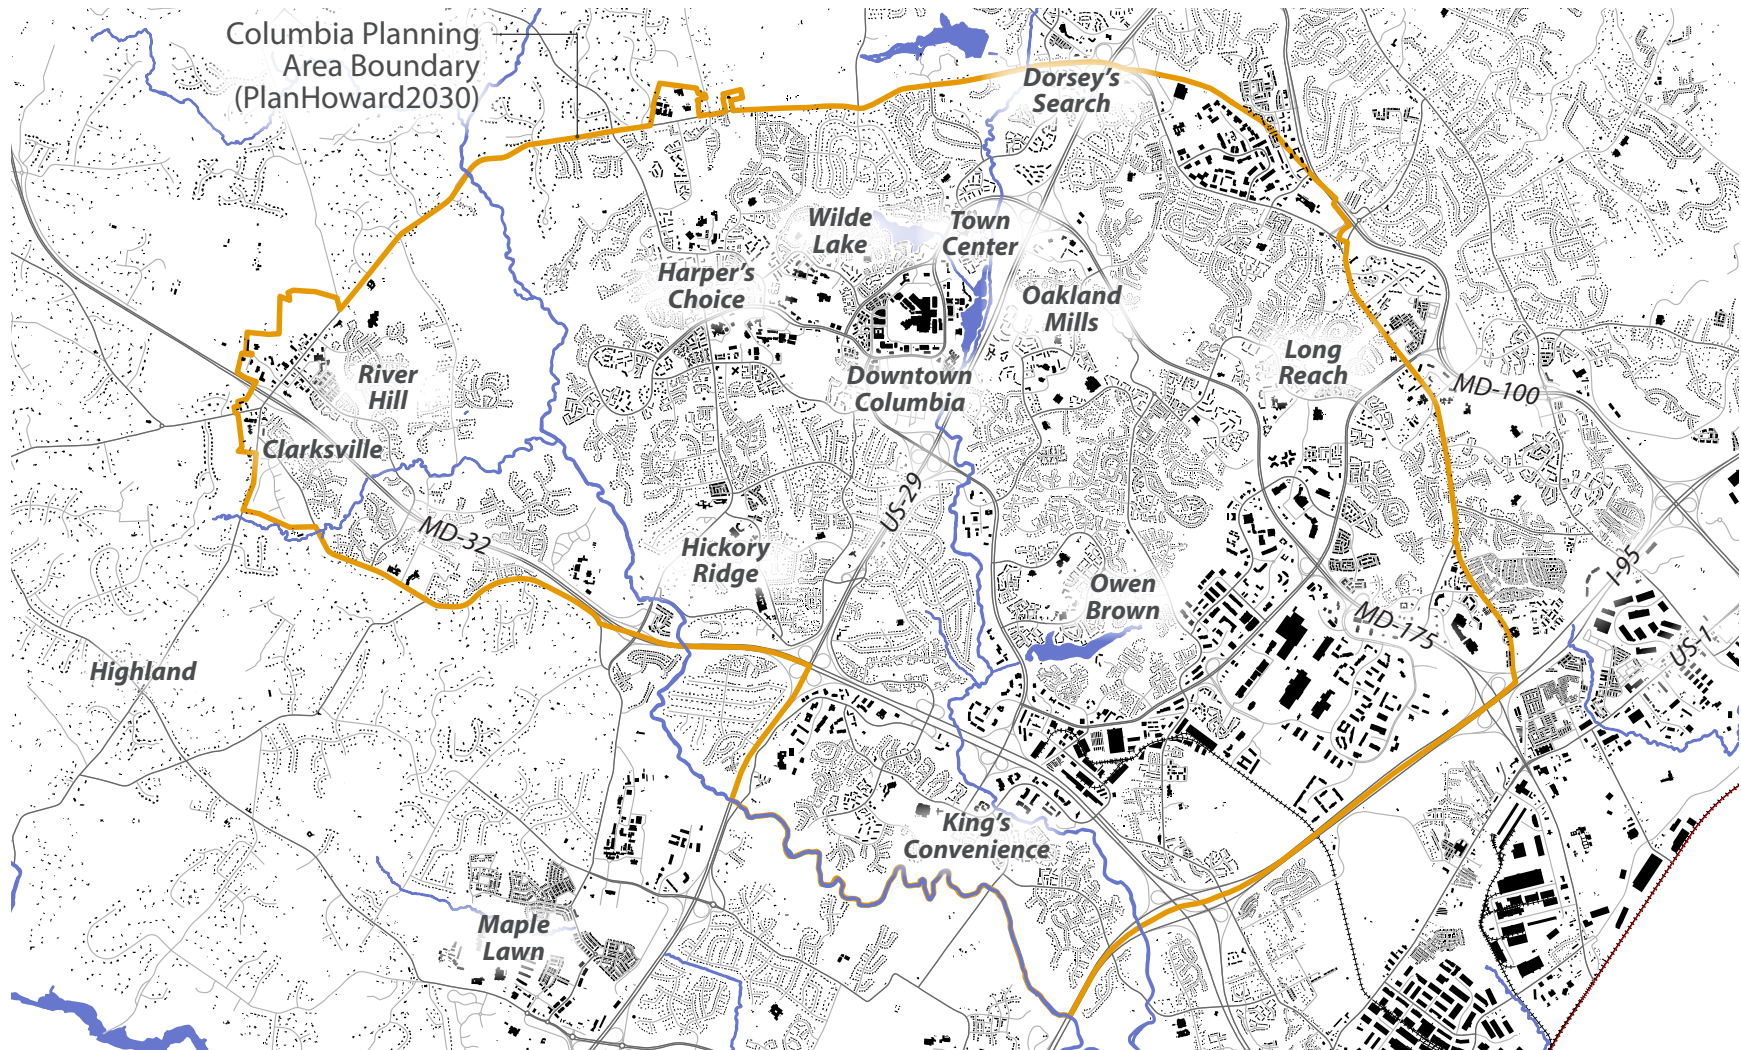 Columbia Planning
Area Boundary
(PlanHoward2030)
Dorsey's
Search
Wilde
Lake
Town
Center
Harper's
Choice
Oakland
Mills
Long
Reach
River
Hill
Downtown
Columbia
MD-100
Clarksville
US-29
MD-32
Hickory
Ridge
Owen
Brown
I-95
MD-175
US-1
Highland
King's
Convenience
Maple
Lawn